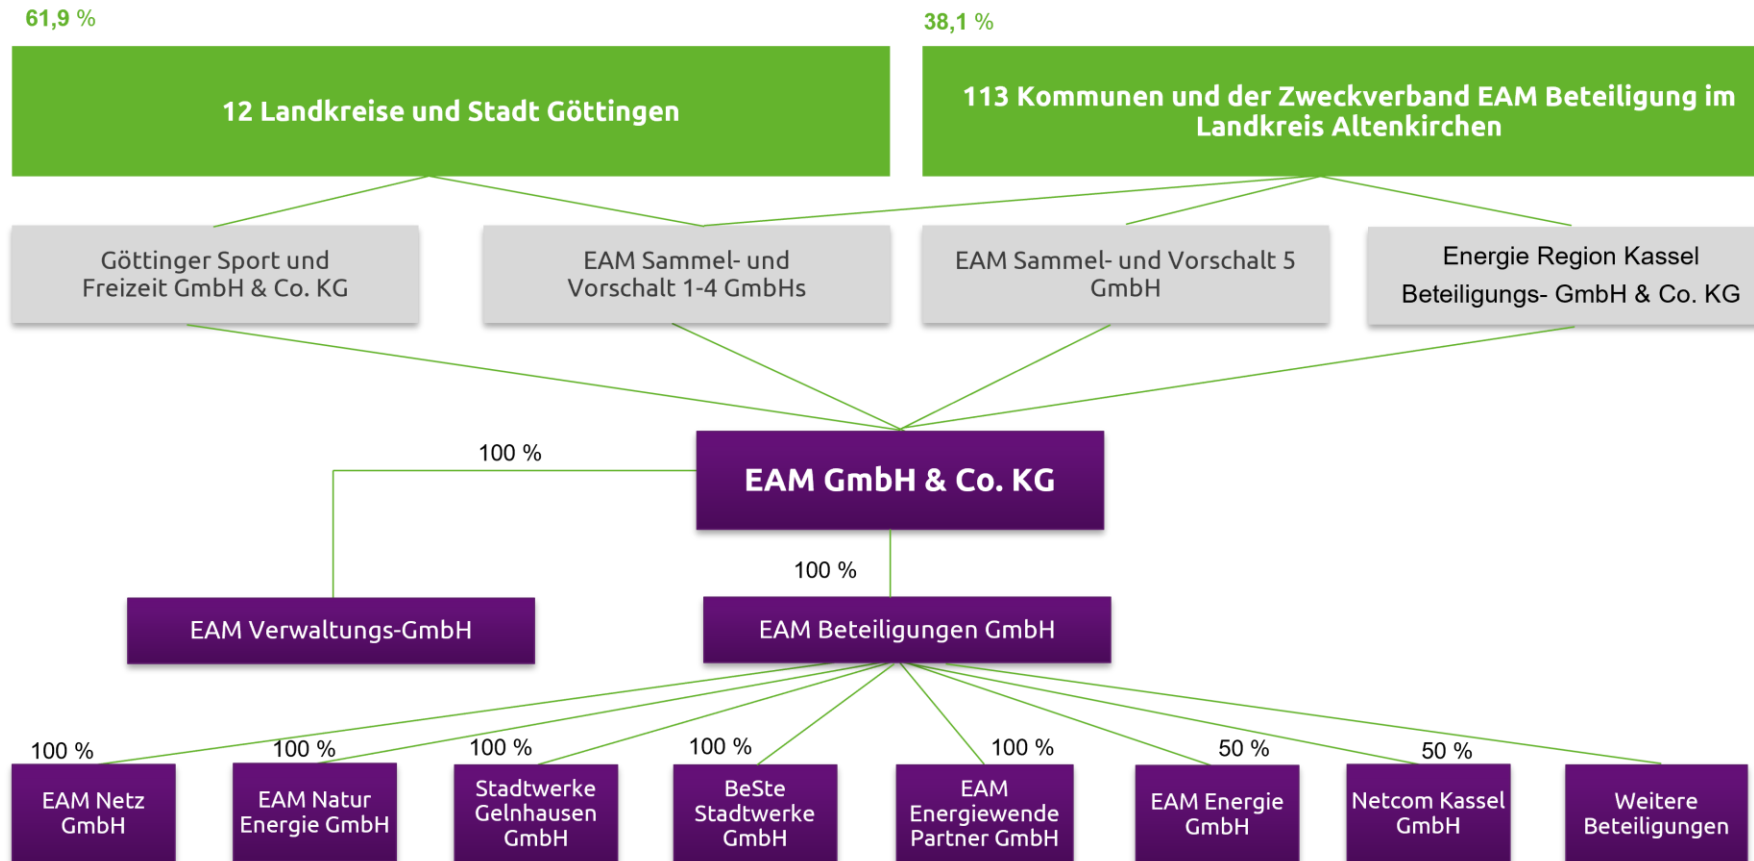 61,9 %
38,1 %
12 Landkreise und Stadt Göttingen
113 Kommunen und der Zweckverband EAM Beteiligung im
Landkreis Altenkirchen
Göttinger Sport und
Freizeit GmbH & Co. KG
EAM Sammel- und
Vorschalt 1-4 GmbHs
EAM Sammel- und Vorschalt 5
GmbH
Energie Region Kassel
Beteiligungs- GmbH & Co. KG
100 %
EAM GmbH & Co. KG
100 %
EAM Verwaltungs-GmbH
EAM Beteiligungen GmbH
100 %
100 %
100 %
100 %
100 %
50 %
50 %
EAM Netz
GmbH
EAM Natur
Energie GmbH
Stadtwerke
Gelnhausen
GmbH
BeSte
Stadtwerke
GmbH
EAM
Energiewende
Partner GmbH
EAM Energie
GmbH
Netcom Kassel
GmbH
Weitere
Beteiligungen